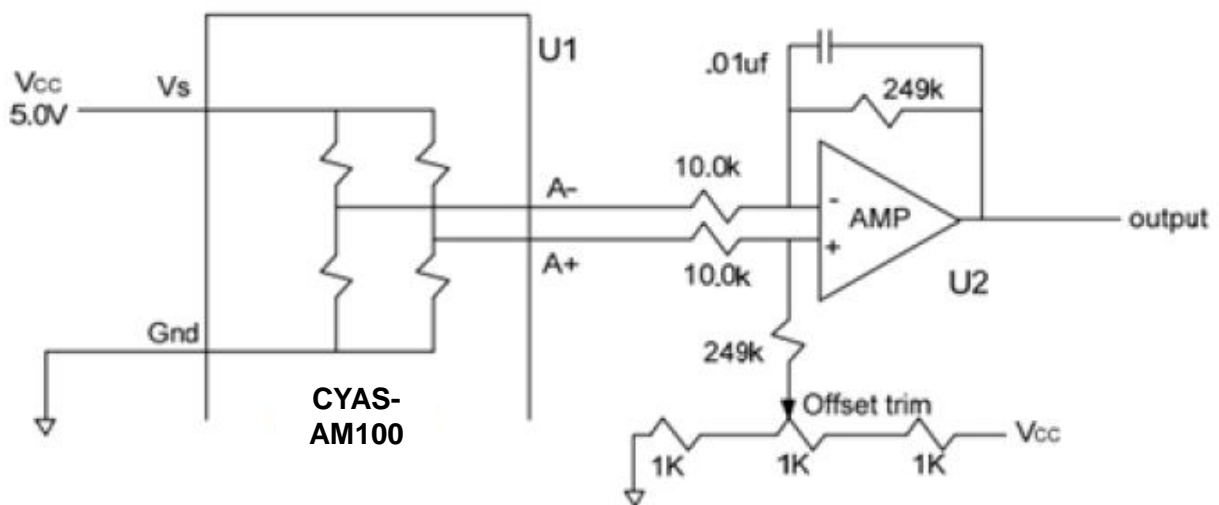 U1
.01uf
Vcc
5.0V
Vs
249k
10.0k
A-
-
AMP
output
+
A+
10.0k
U2
Gnd
249k
CYAS-
AM100
Offset trim
Vcc
1K
1K
1K